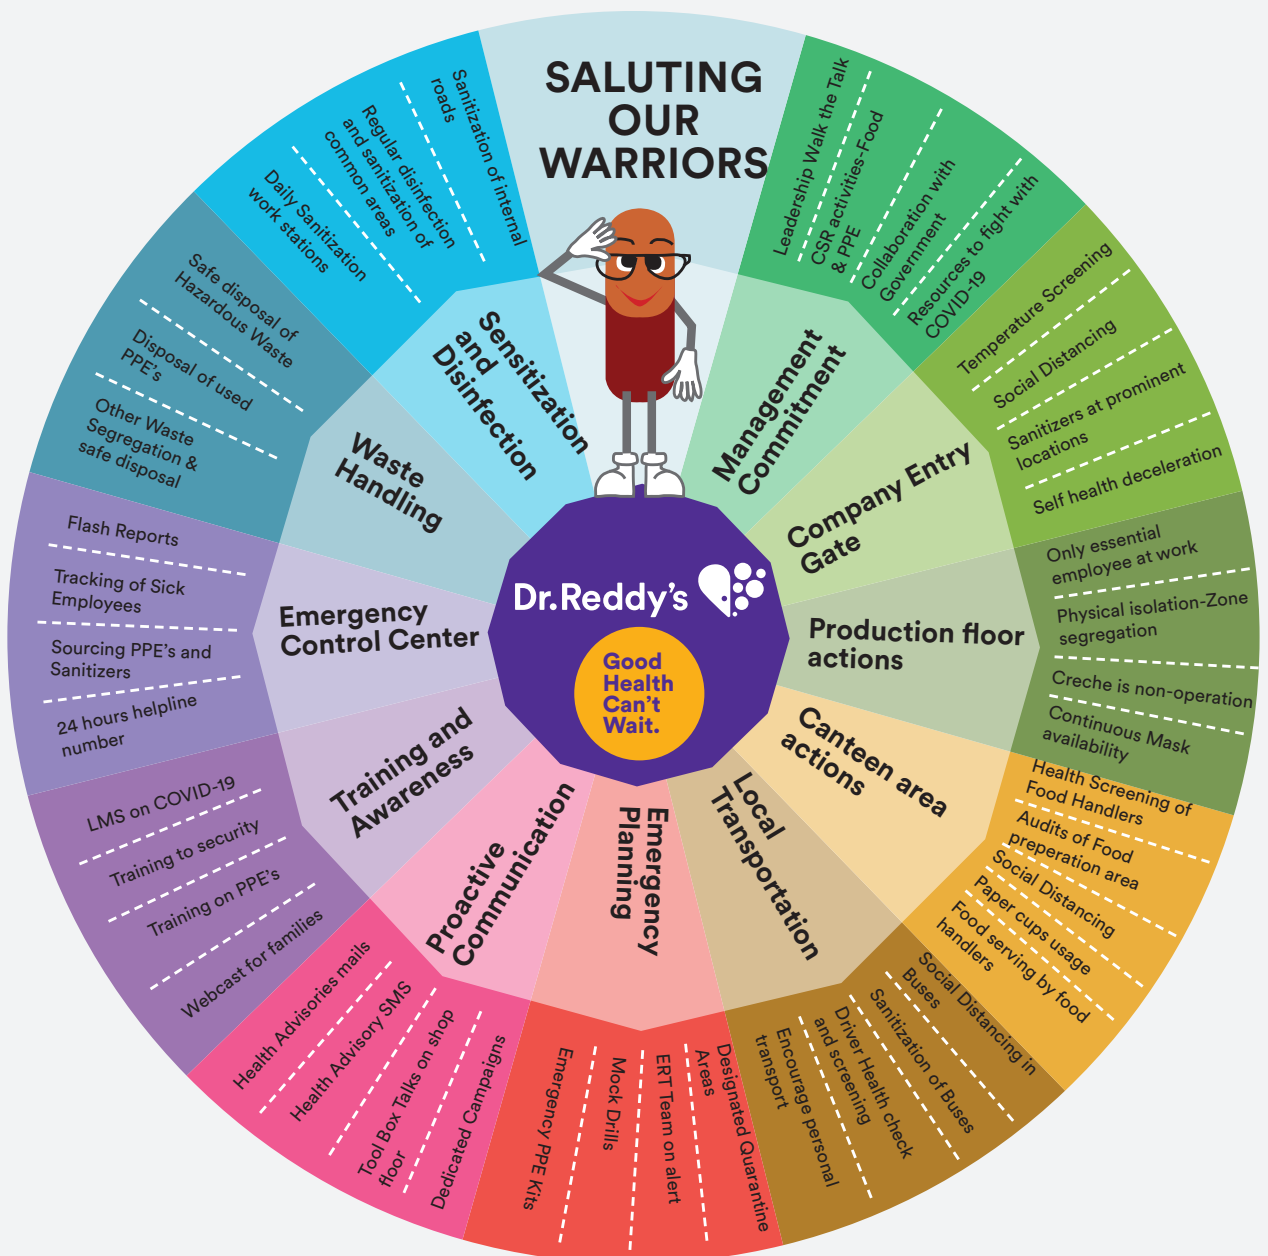 SALUTING
OUR
WARRIORS
Dr.Reddy's
Good
Health
Can't
Wait.
Management
Commitment
Leadership Walk the Talk
CSR activities-Food
& PPE
Collaboration with
Government
Resources to fight with
COVID-19
Company Entry
Gate
Temperature Screening
Social Distancing
Sanitizers at prominent
locations
Self health deceleration
Production floor
actions
Only essential
employee at work
Physical isolation-Zone
segregation
Creche is non-operation
Continuous Mask
availability
Canteen area
actions
Health Screening of
Food Handlers
Audits of Food
preparation area
Social Distancing
Paper cups usage
Food serving by food
handlers
Local
Transportation
Social Distancing in
Buses
Sanitization of Buses
Driver Health check
and screening
Encourage personal
transport
Emergency
Planning
Designated Quarantine
Areas
ERT Team on alert
Mock Drills
Emergency PPE Kits
Proactive
Communication
Dedicated Campaigns
Tool Box Talks on shop
floor
Health Advisory SMS
Health Advisories mails
Training and
Awareness
Webcast for families
Training on PPE's
Training to security
LMS on COVID-19
Emergency
Control Center
24 hours helpline
number
Sourcing PPE's and
Sanitizers
Tracking of Sick
Employees
Flash Reports
Waste
Handling
Other Waste
Segregation &
safe disposal
Disposal of used
PPE's
Safe disposal of
Hazardous Waste
Sensitization
and
Disinfection
Daily Sanitization
work stations
Regular disinfection
and sanitization of
common areas
Sanitization of internal
roads